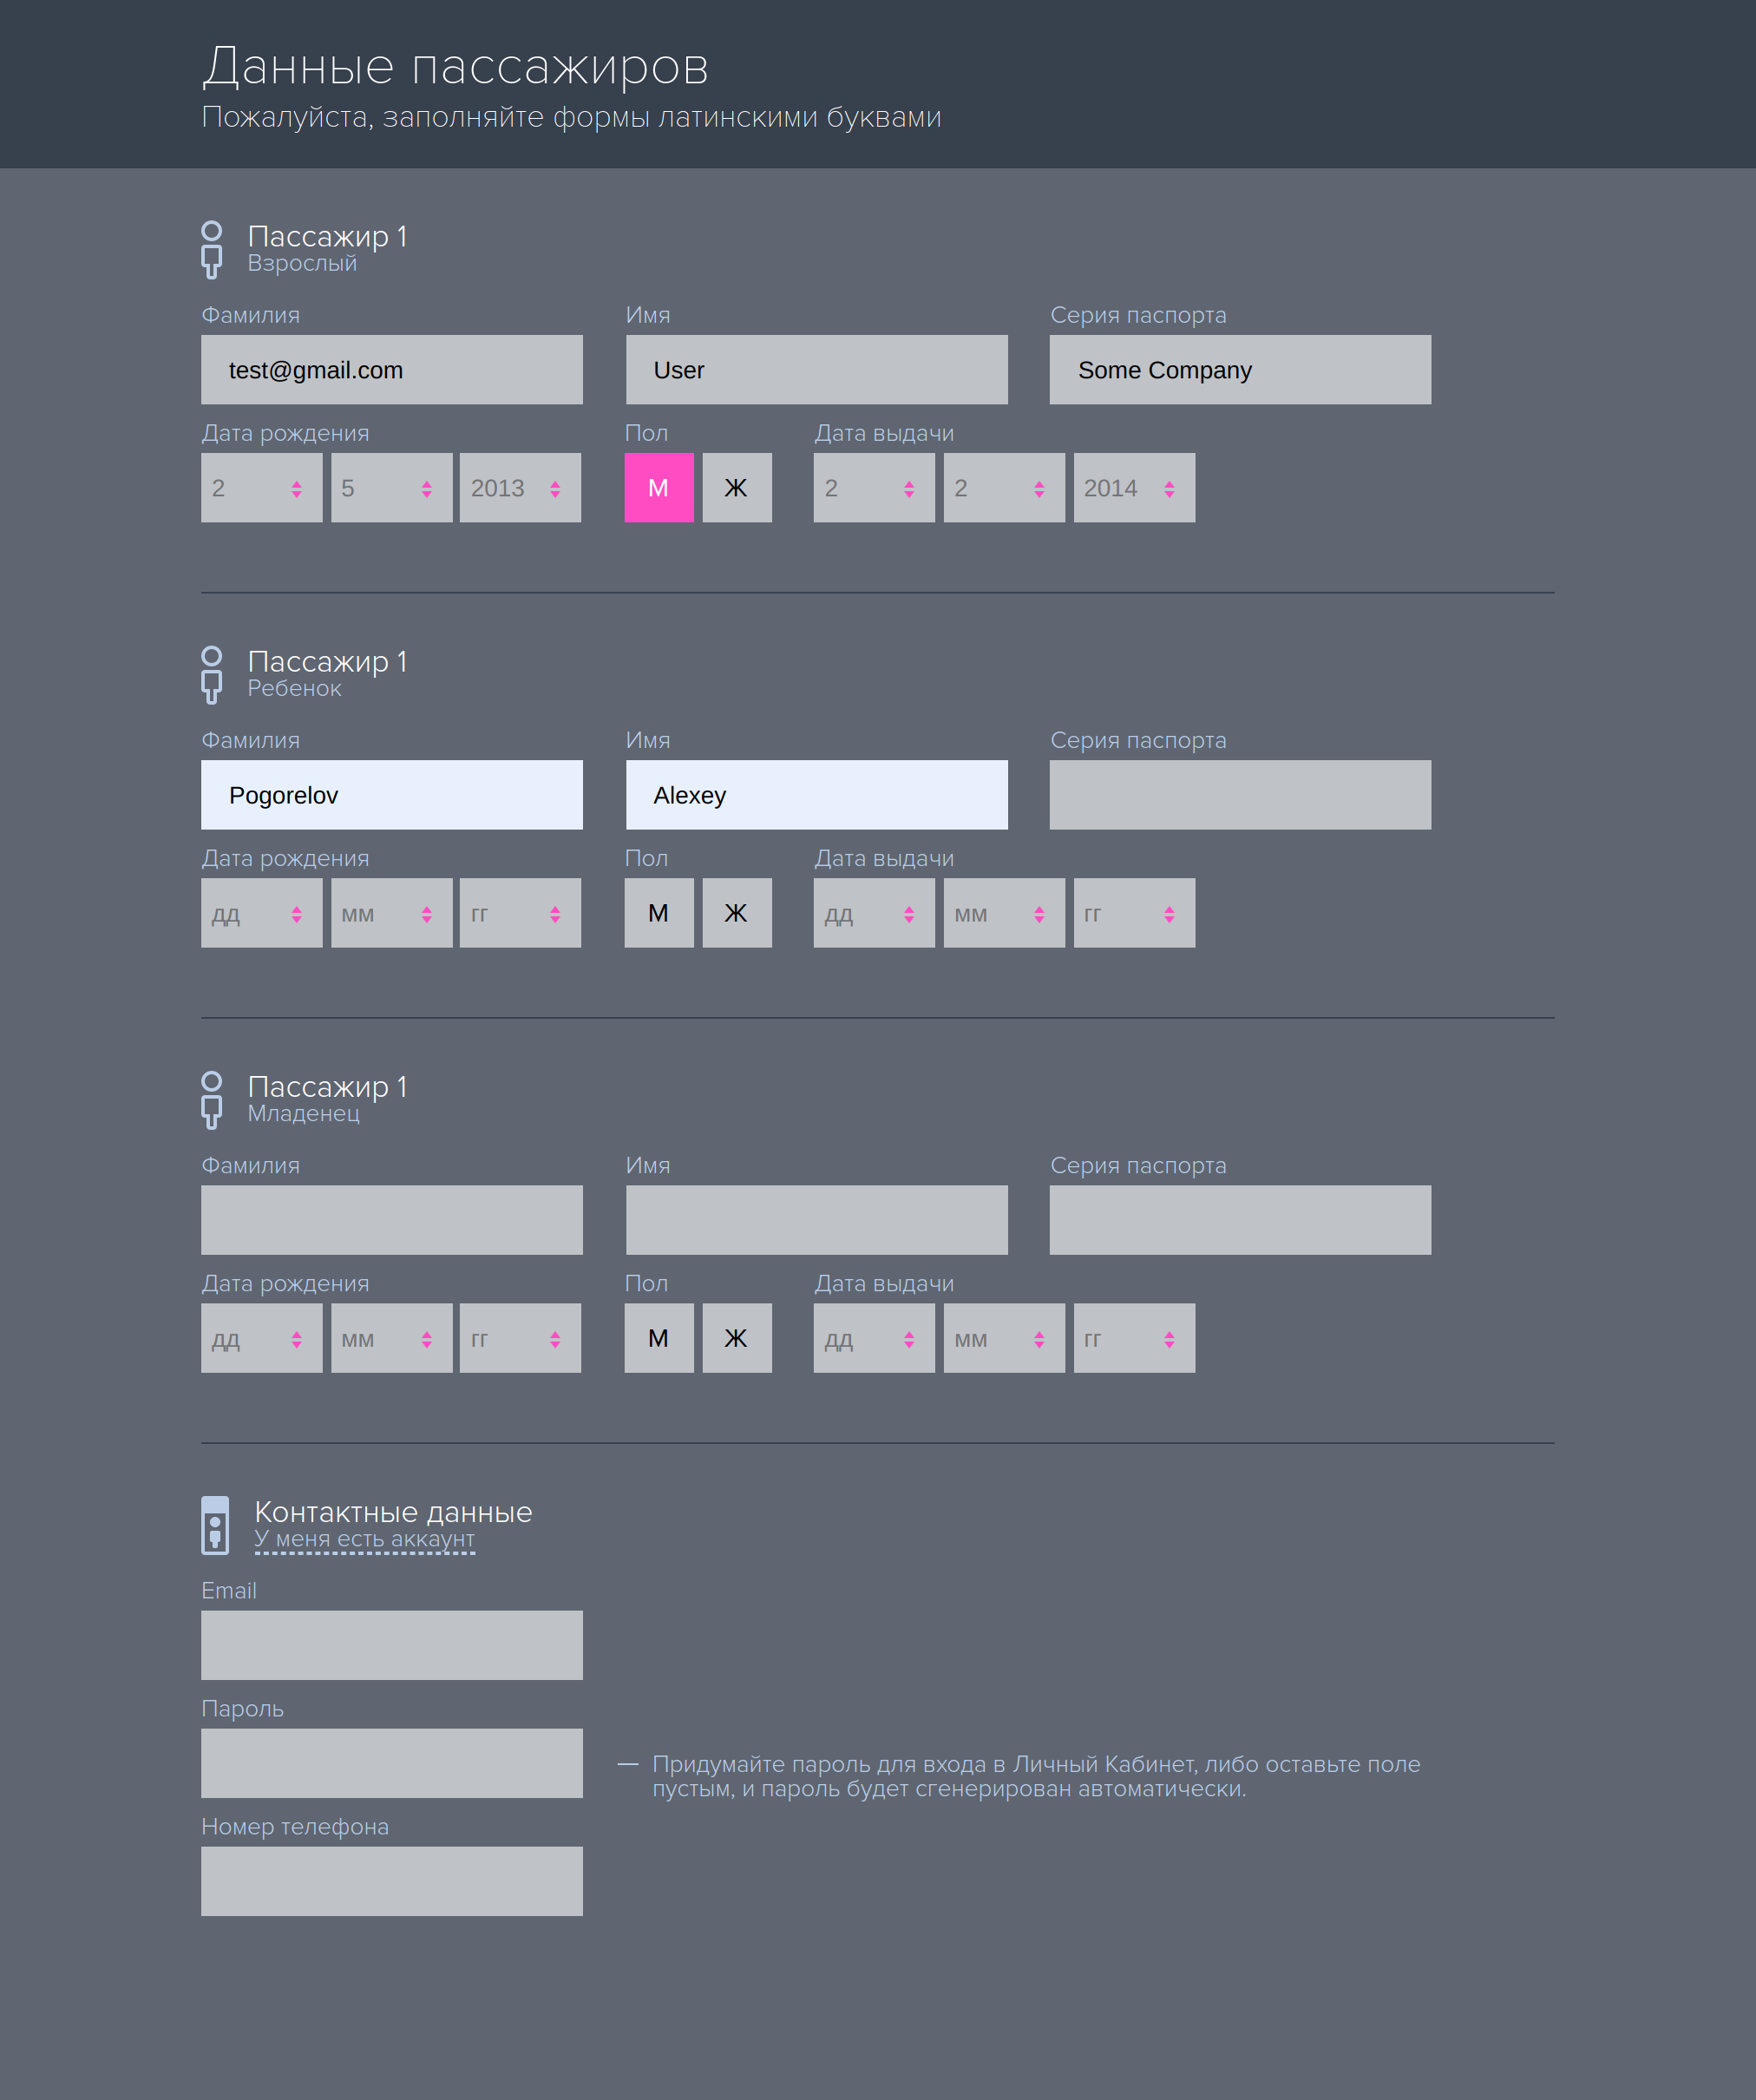 Данные пассажиров
Пожалуйста, заполняйте формы латинскими буквами
Пассажир 1
Взрослый
Фамилия Имя Серия паспорта
test@gmail.com User Some Company
Дата рождения Пол Дата выдачи
2 5 2013 М Ж 2 2 2014
Пассажир 1
Ребенок
Фамилия Имя Серия паспорта
Pogorelov Alexey
Дата рождения Пол Дата выдачи
дд мм гг М Ж дд мм гг
Пассажир 1
Младенец
Фамилия Имя Серия паспорта
Дата рождения Пол Дата выдачи
дд мм гг М Ж дд мм гг
Контактные данные
У меня есть аккаунт
Email
Пароль
— Придумайте пароль для входа в Личный Кабинет, либо оставьте поле
пустым, и пароль будет сгенерирован автоматически.
Номер телефона